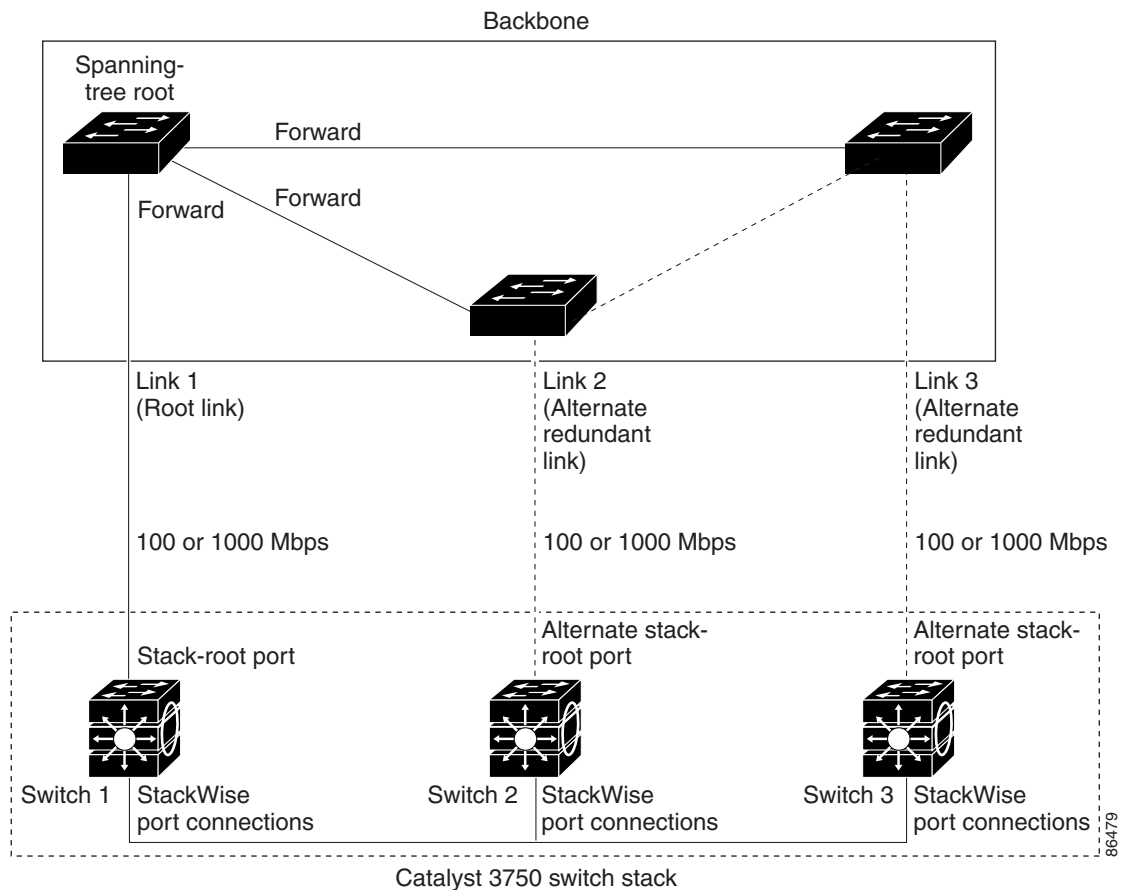 Backbone
Spanning-
tree root
Forward
Forward
Forward
Link 1
(Root link)
Link 2
(Alternate
redundant
link)
Link 3
(Alternate
redundant
link)
100 or 1000 Mbps
100 or 1000 Mbps
100 or 1000 Mbps
Stack-root port
Alternate stack-
root port
Alternate stack-
root port
Switch 1
StackWise
port connections
Switch 2
StackWise
port connections
Switch 3
StackWise
port connections
86479
Catalyst 3750 switch stack